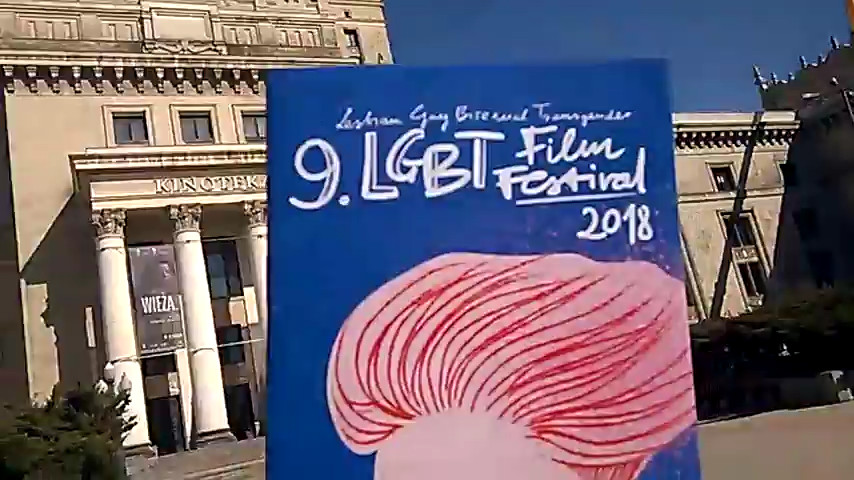 Lesbian Gay Bisexual Transgender
9. LGBT Film
Festival
2018
KINOTEKA
WIEŻA.